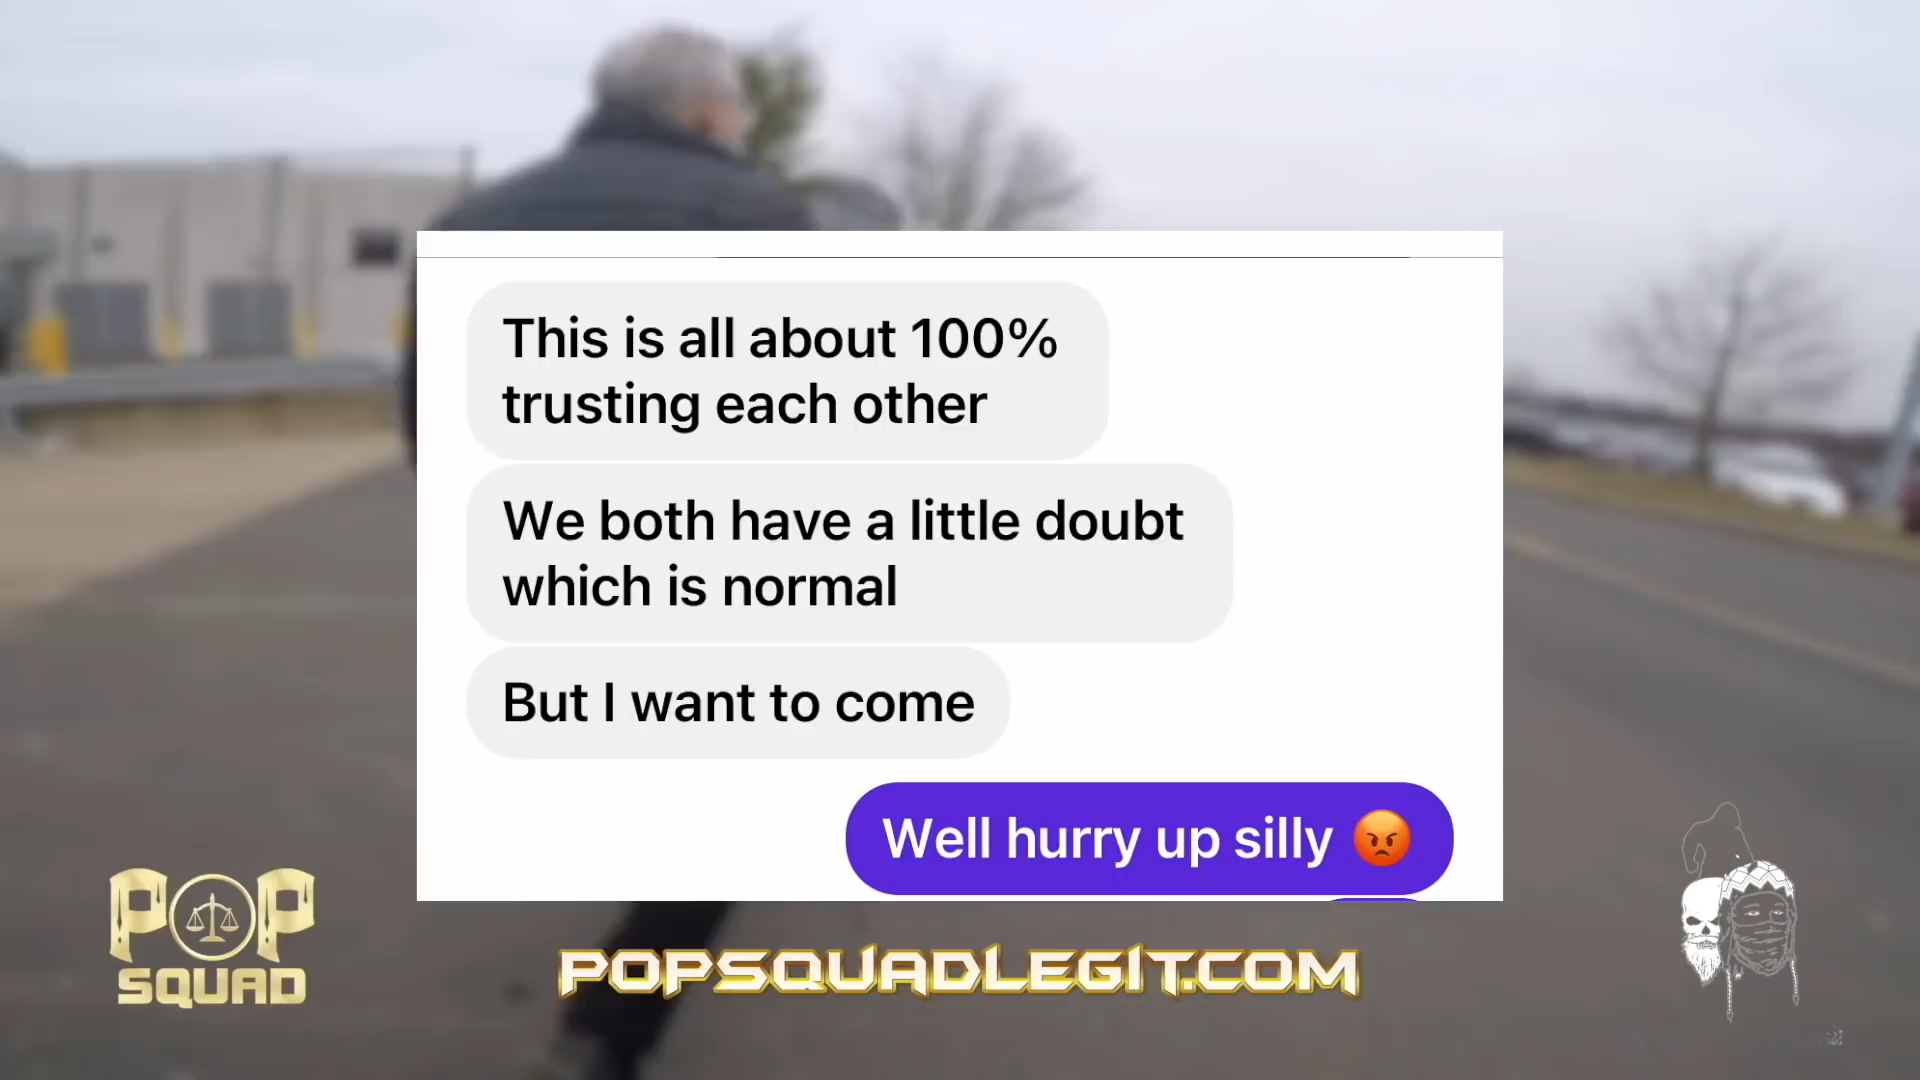 This is all about 100%
trusting each other
We both have a little doubt
which is normal
But I want to come
Well hurry up silly 😡
POP
SQUAD
POPSQUADLEGIT.COM